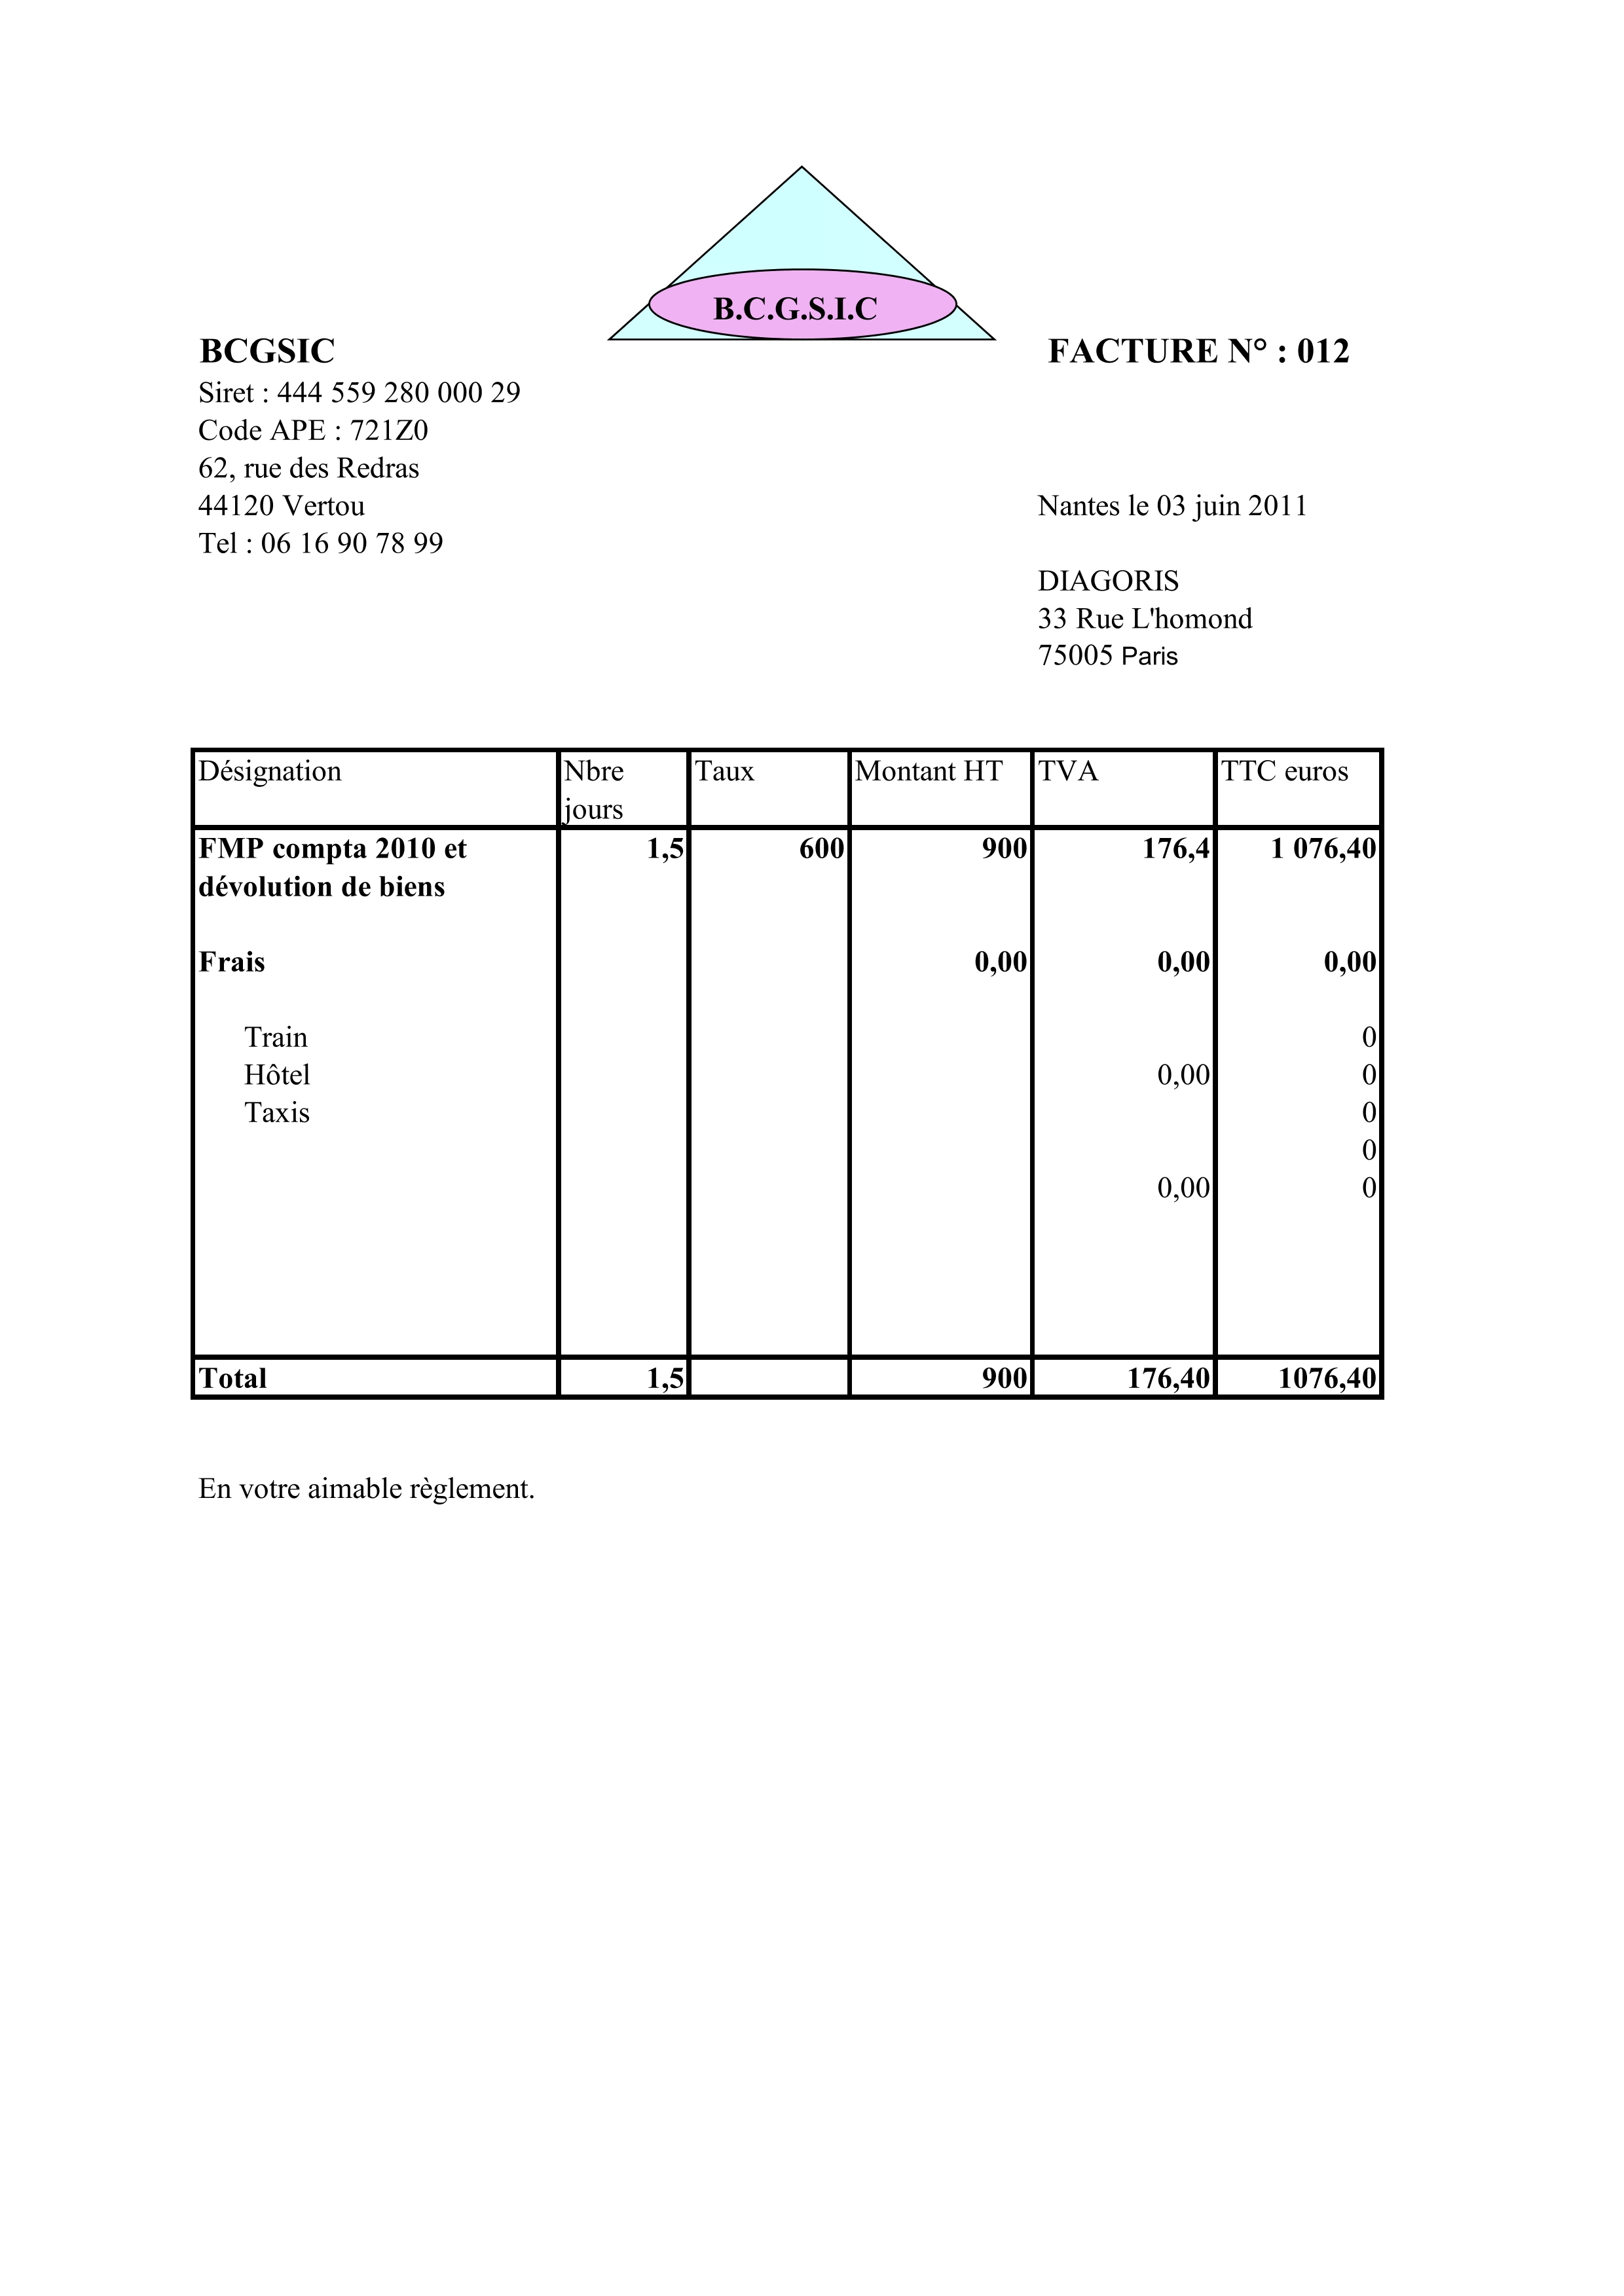 B.C.G.S.I.C
BCGSIC
FACTURE N° : 012
Siret : 444 559 280 000 29
Code APE : 721Z0
62, rue des Redras
44120 Vertou
Nantes le 03 juin 2011
Tel : 06 16 90 78 99
DIAGORIS
33 Rue L'homond
75005 Paris
Désignation Nbre jours Taux Montant HT TVA TTC euros
FMP compta 2010 et 1,5 600 900 176,4 1 076,40
dévolution de biens
Frais 0,00 0,00 0,00
Train 0
Hôtel 0,00 0
Taxis 0
0
0,00 0
Total 1,5 900 176,40 1076,40
En votre aimable règlement.